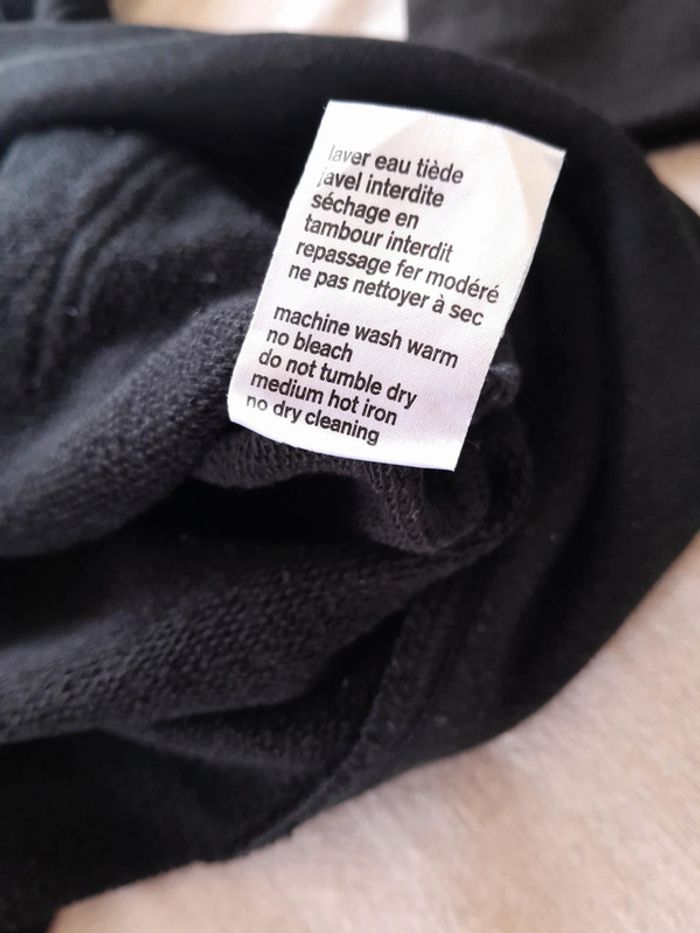 laver eau tiède
javel interdite
séchage en
tambour interdit
repassage fer modéré
ne pas nettoyer à sec
machine wash warm
no bleach
do not tumble dry
medium hot iron
no dry cleaning